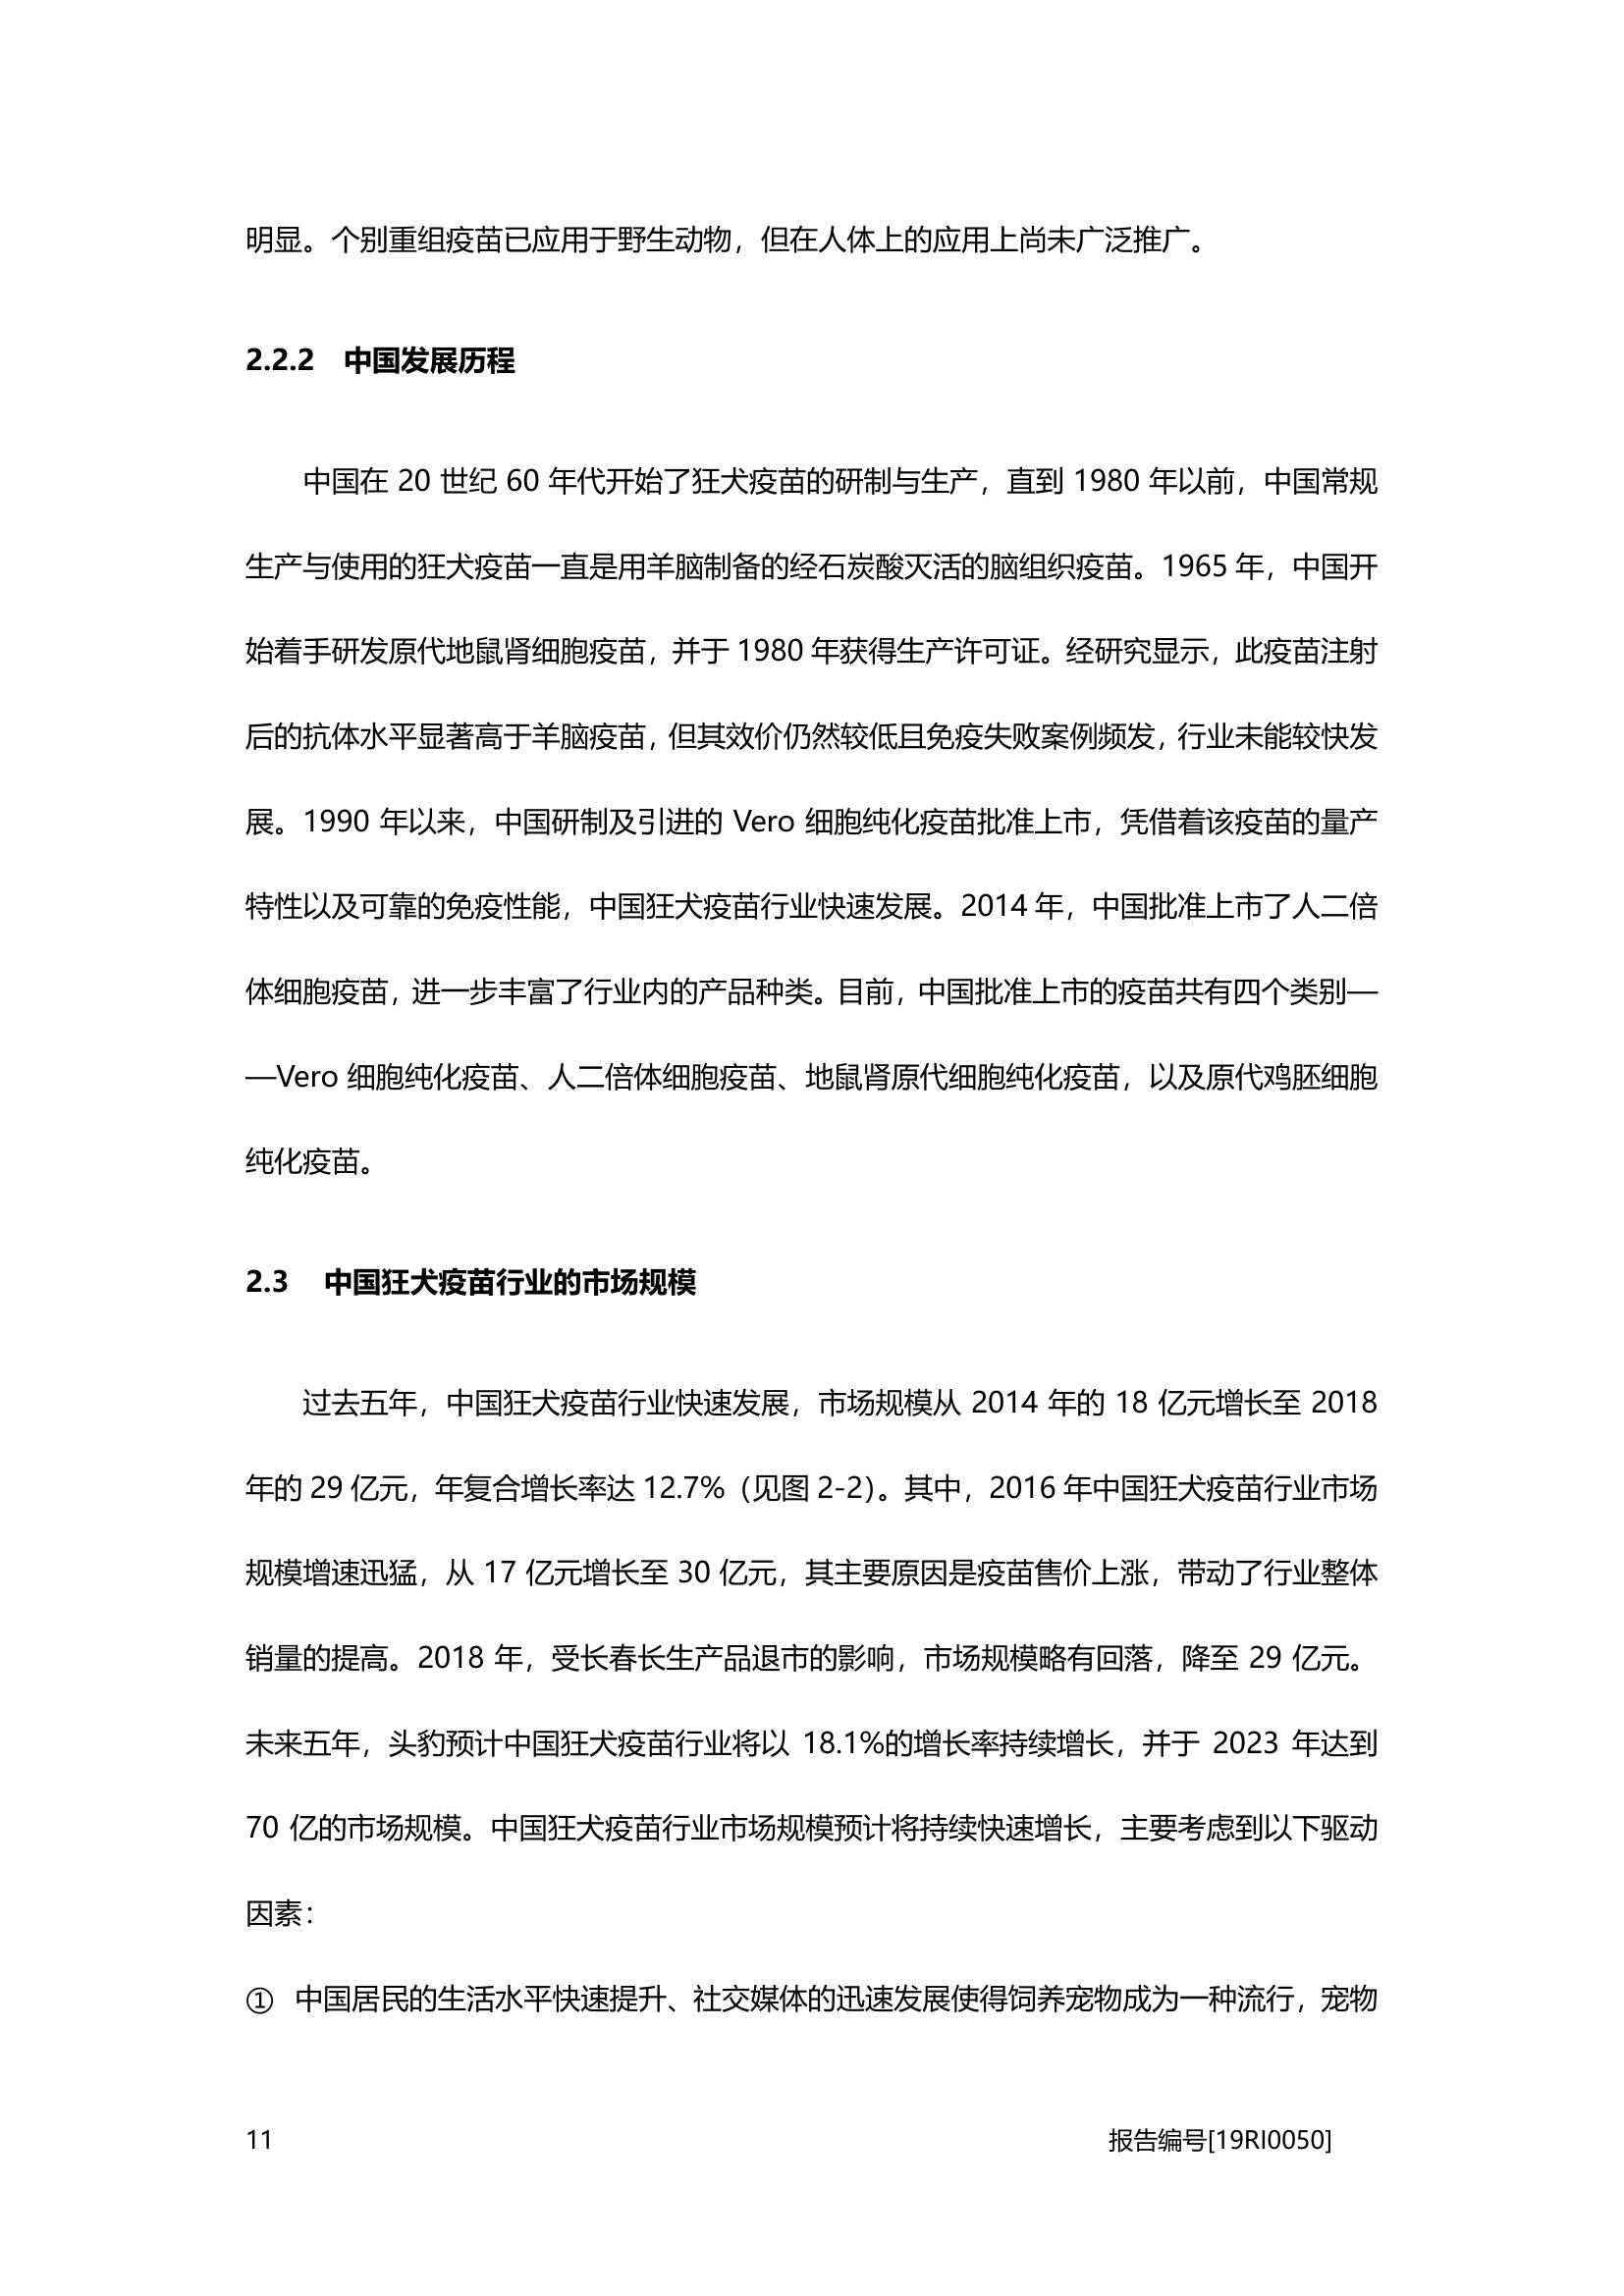 明显。个别重组疫苗已应用于野生动物，但在人体上的应用上尚未广泛推广。
2.2.2 中国发展历程
中国在 20 世纪 60 年代开始了狂犬疫苗的研制与生产，直到 1980 年以前，中国常规
生产与使用的狂犬疫苗一直是用羊脑制备的经石炭酸灭活的脑组织疫苗。1965 年，中国开
始着手研发原代地鼠肾细胞疫苗，并于 1980 年获得生产许可证。经研究显示，此疫苗注射
后的抗体水平显著高于羊脑疫苗，但其效价仍然较低且免疫失败案例频发，行业未能较快发
展。1990 年以来，中国研制及引进的 Vero 细胞纯化疫苗批准上市，凭借着该疫苗的量产
特性以及可靠的免疫性能，中国狂犬疫苗行业快速发展。2014 年，中国批准上市了人二倍
体细胞疫苗，进一步丰富了行业内的产品种类。目前，中国批准上市的疫苗共有四个类别—
—Vero 细胞纯化疫苗、人二倍体细胞疫苗、地鼠肾原代细胞纯化疫苗，以及原代鸡胚细胞
纯化疫苗。
2.3 中国狂犬疫苗行业的市场规模
过去五年，中国狂犬疫苗行业快速发展，市场规模从 2014 年的 18 亿元增长至 2018
年的 29 亿元，年复合增长率达 12.7%（见图 2-2）。其中，2016 年中国狂犬疫苗行业市场
规模增速迅猛，从 17 亿元增长至 30 亿元，其主要原因是疫苗售价上涨，带动了行业整体
销量的提高。2018 年，受长春长生产品退市的影响，市场规模略有回落，降至 29 亿元。
未来五年，头豹预计中国狂犬疫苗行业将以 18.1%的增长率持续增长，并于 2023 年达到
70 亿的市场规模。中国狂犬疫苗行业市场规模预计将持续快速增长，主要考虑到以下驱动
因素：
① 中国居民的生活水平快速提升、社交媒体的迅速发展使得饲养宠物成为一种流行，宠物
11 报告编号[19RI0050]